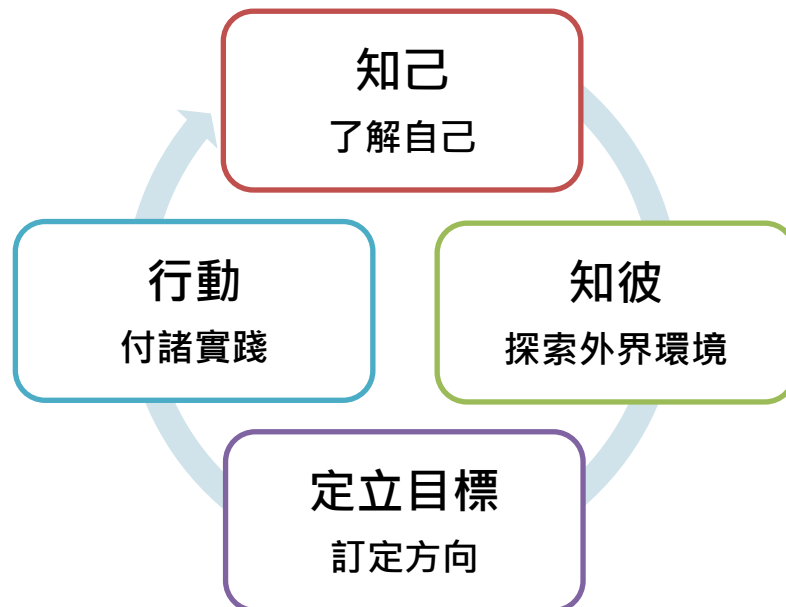 知己
了解自己
知彼
探索外界環境
定立目標
訂定方向
行動
付諸實踐